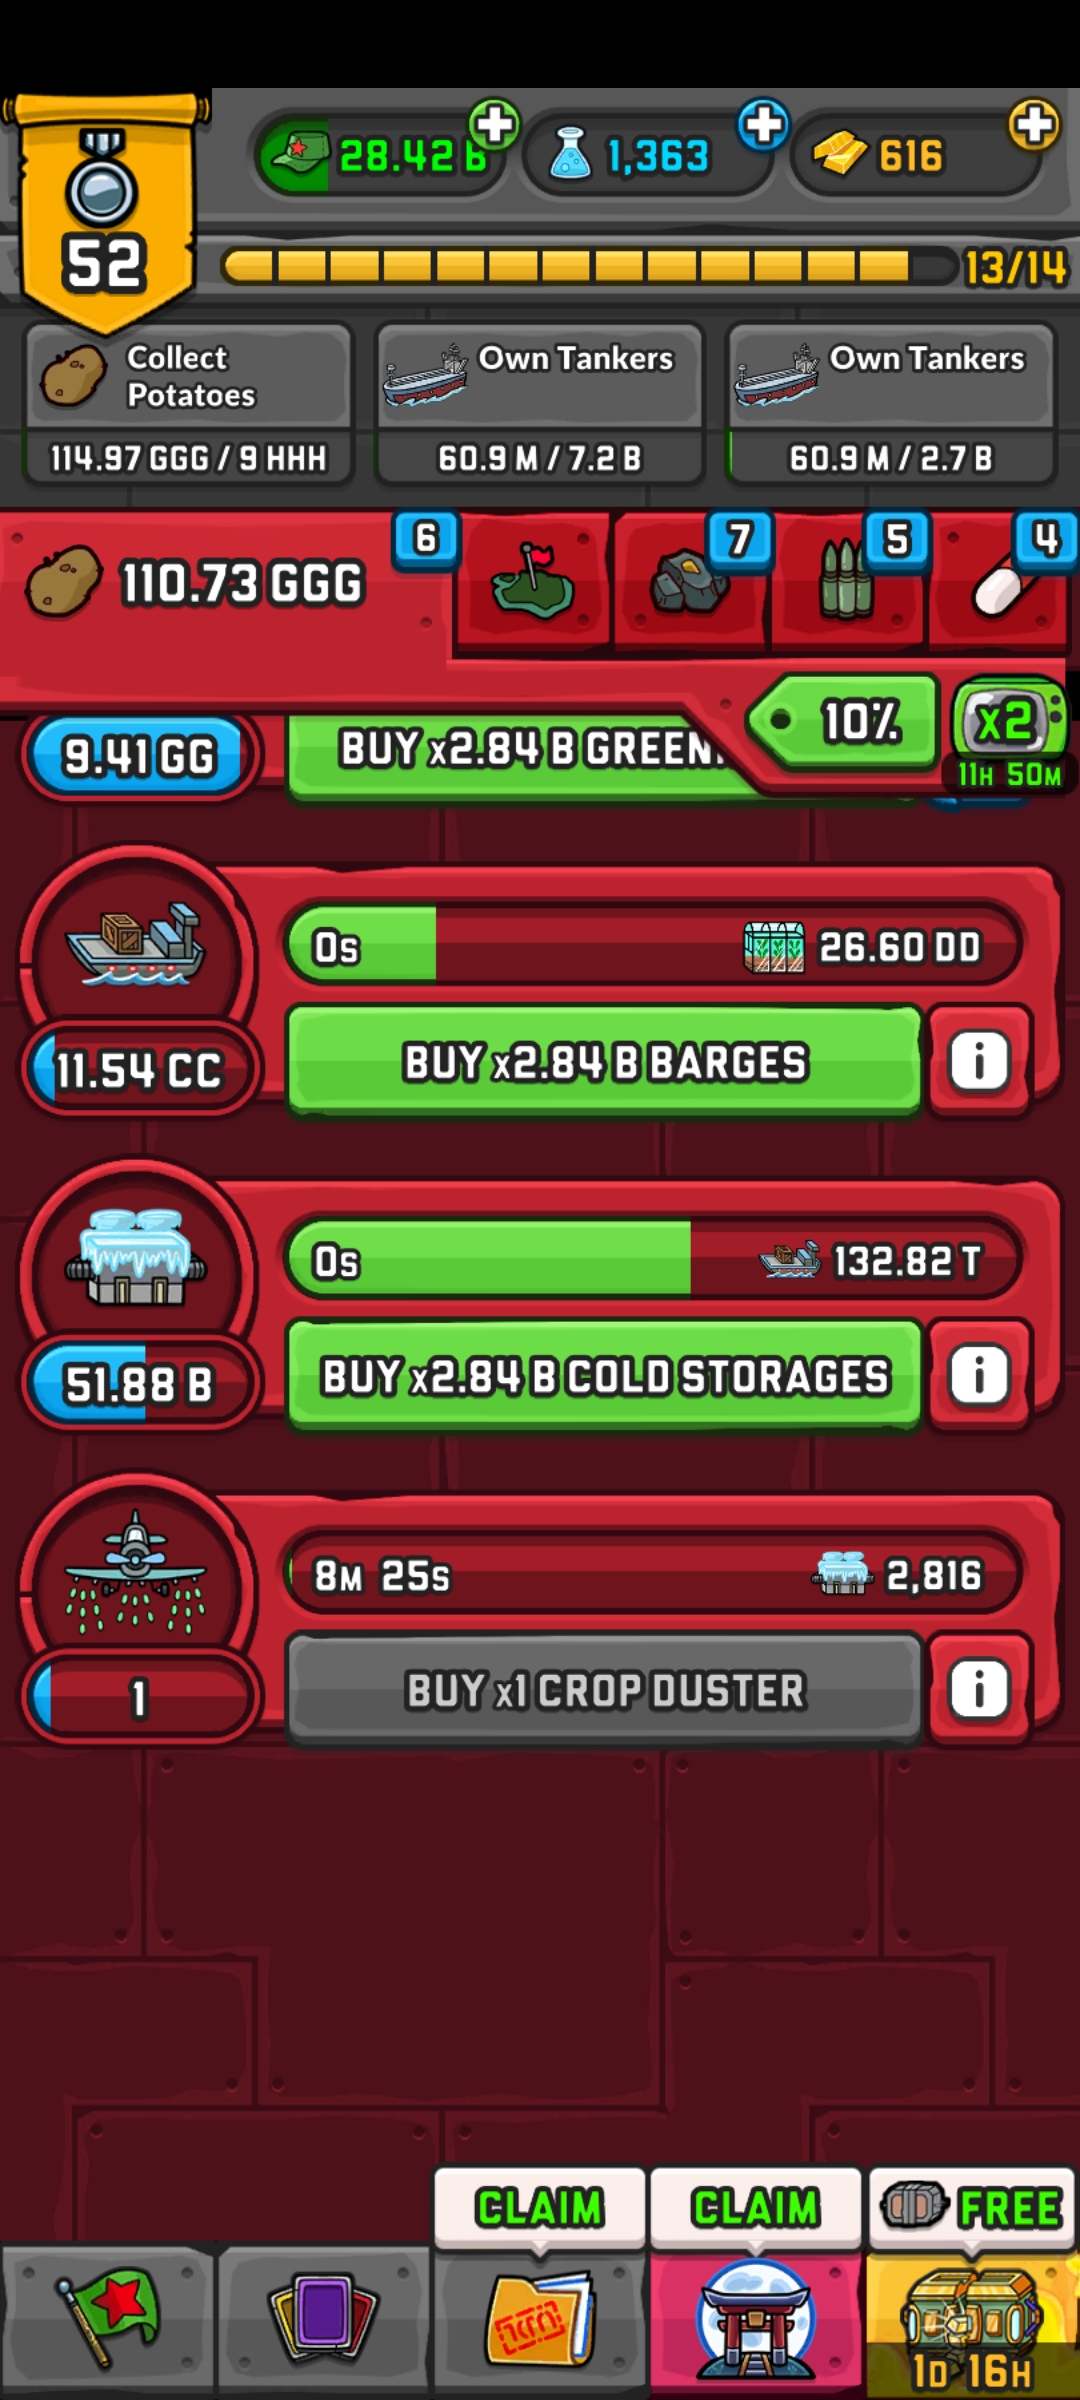 52
28.42 B
1,363
616
13/14
Collect
Potatoes
114.97 GGG / 9 HHH
Own Tankers
60.9 M / 7.2 B
Own Tankers
60.9 M / 2.7 B
110.73 GGG
6
7
5
4
10%
x2
11H 50M
9.41 GG
BUY x2.84 B
0s
26.60 DD
11.54 CC
BUY x2.84 B BARGES
i
0s
132.82 T
51.88 B
BUY x2.84 B COLD STORAGES
i
8M 25S
2,816
1
BUY x1 CROP DUSTER
i
CLAIM
CLAIM
FREE
1D 16H